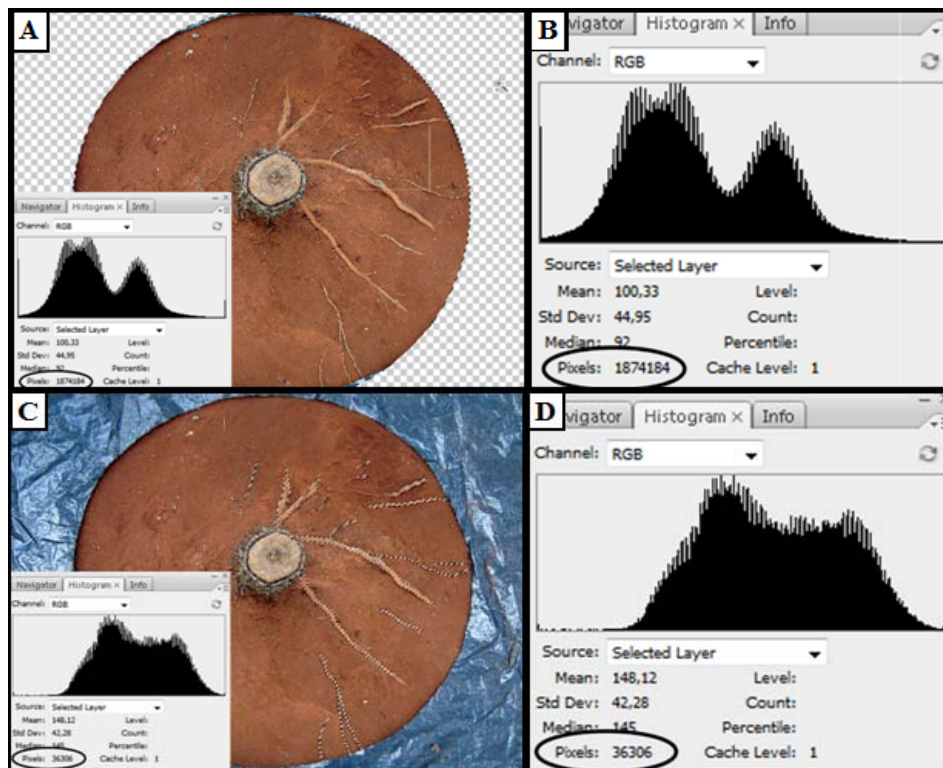 A
Navigator Histogram × Info
Channel: RGB
Source: Selected Layer
Mean: 100,33 Level:
Std Dev: 44,95 Count:
Median: 92 Percentile:
Pixels: 1874184 Cache Level: 1
B
vigator Histogram × Info
Channel: RGB
Source: Selected Layer
Mean: 100,33 Level:
Std Dev: 44,95 Count:
Median: 92 Percentile:
Pixels: 1874184 Cache Level: 1
C
Navigator Histogram × Info
Channel: RGB
Source: Selected Layer
Mean: 148,12 Level:
Std Dev: 42,28 Count:
Median: 145 Percentile:
Pixels: 36306 Cache Level: 1
D
vigator Histogram × Info
Channel: RGB
Source: Selected Layer
Mean: 148,12 Level:
Std Dev: 42,28 Count:
Median: 145 Percentile:
Pixels: 36306 Cache Level: 1